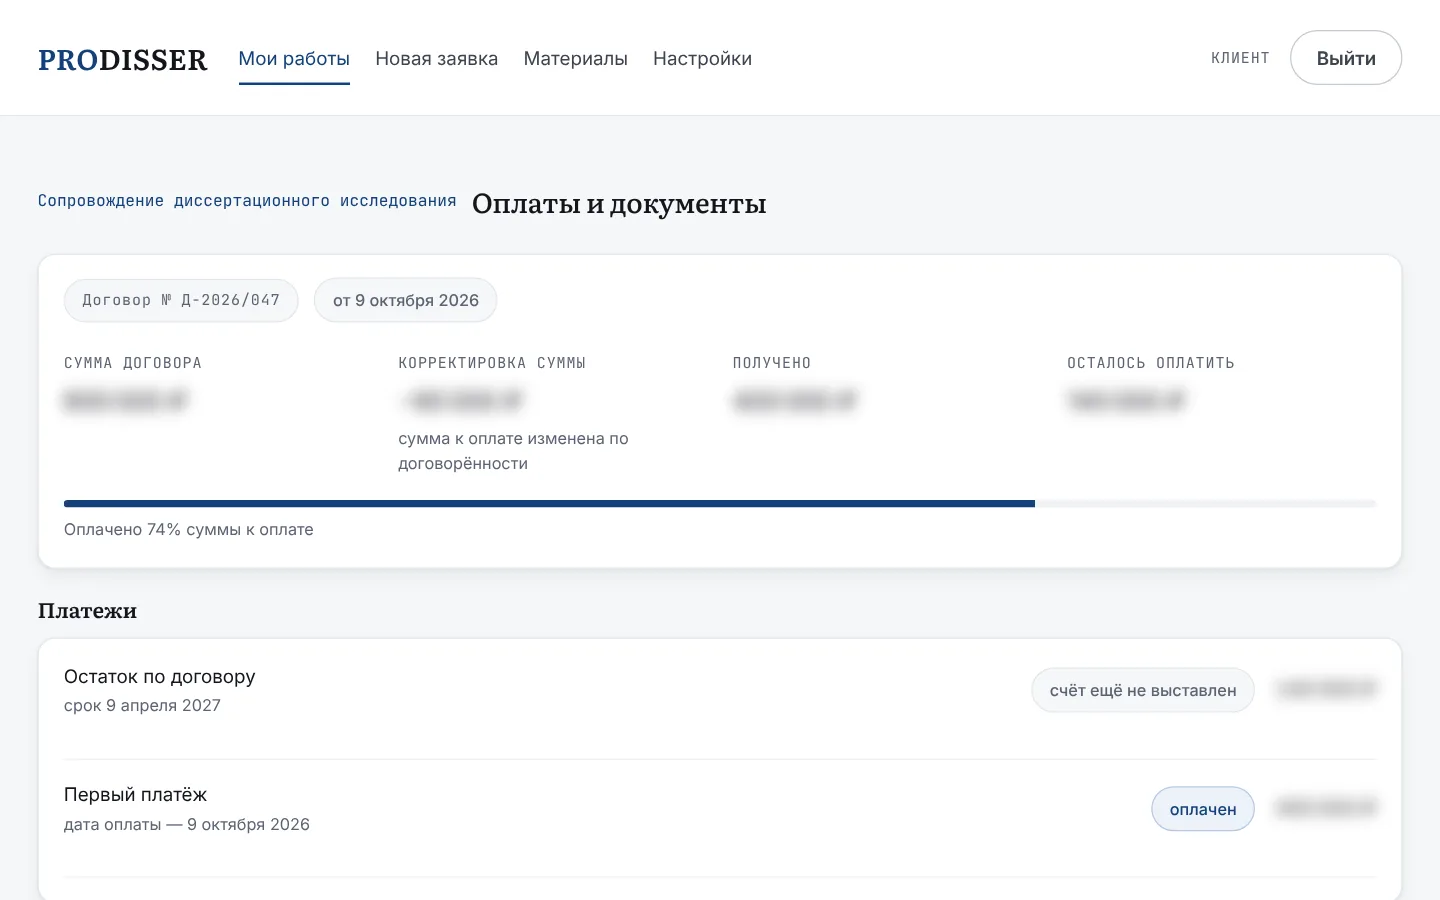 PRODISSER
Мои работы
Новая заявка
Материалы
Настройки
КЛИЕНТ
Выйти
Сопровождение диссертационного исследования
Оплаты и документы
Договор № Д-2026/047
от 9 октября 2026
СУММА ДОГОВОРА
КОРРЕКТИРОВКА СУММЫ
сумма к оплате изменена по
договорённости
ПОЛУЧЕНО
ОСТАЛОСЬ ОПЛАТИТЬ
Оплачено 74% суммы к оплате
Платежи
Остаток по договору
срок 9 апреля 2027
счёт ещё не выставлен
Первый платёж
дата оплаты — 9 октября 2026
оплачен